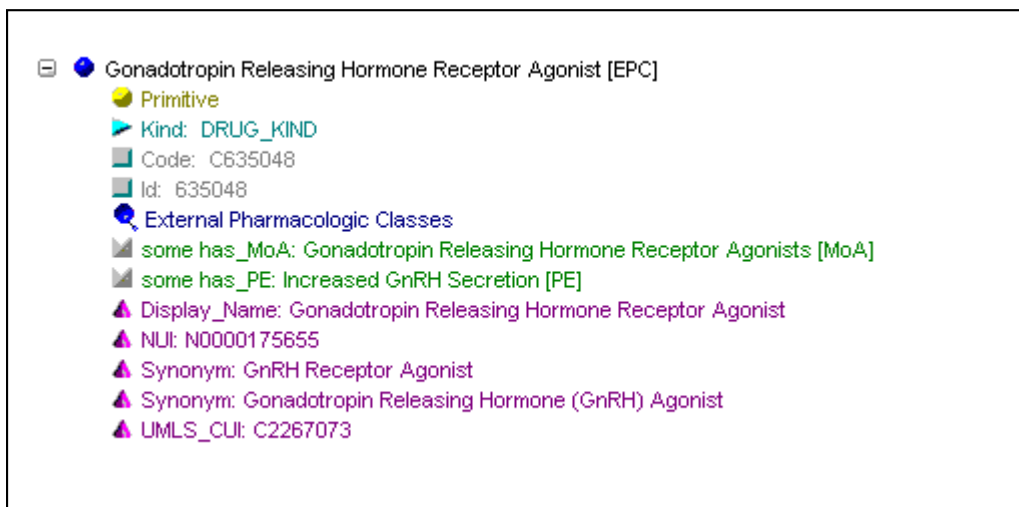 Gonadotropin Releasing Hormone Receptor Agonist [EPC]
Primitive
Kind: DRUG_KIND
Code: C635048
Id: 635048
External Pharmacologic Classes
some has_MoA: Gonadotropin Releasing Hormone Receptor Agonists [MoA]
some has_PE: Increased GnRH Secretion [PE]
Display_Name: Gonadotropin Releasing Hormone Receptor Agonist
NUI: N0000175655
Synonym: GnRH Receptor Agonist
Synonym: Gonadotropin Releasing Hormone (GnRH) Agonist
UMLS_CUI: C2267073